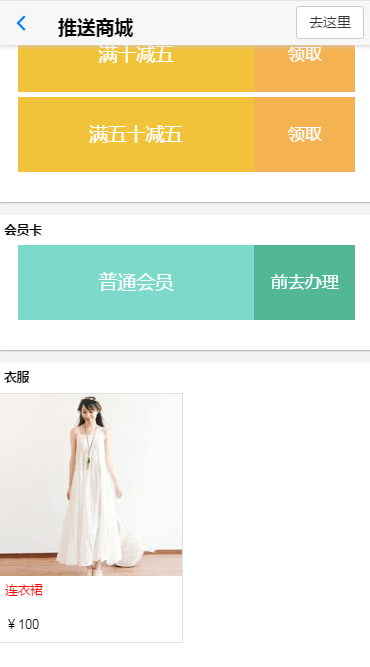 推送商城
去这里
满十减五
领取
满五十减五
领取
会员卡
普通会员
前去办理
衣服
连衣裙
¥ 100